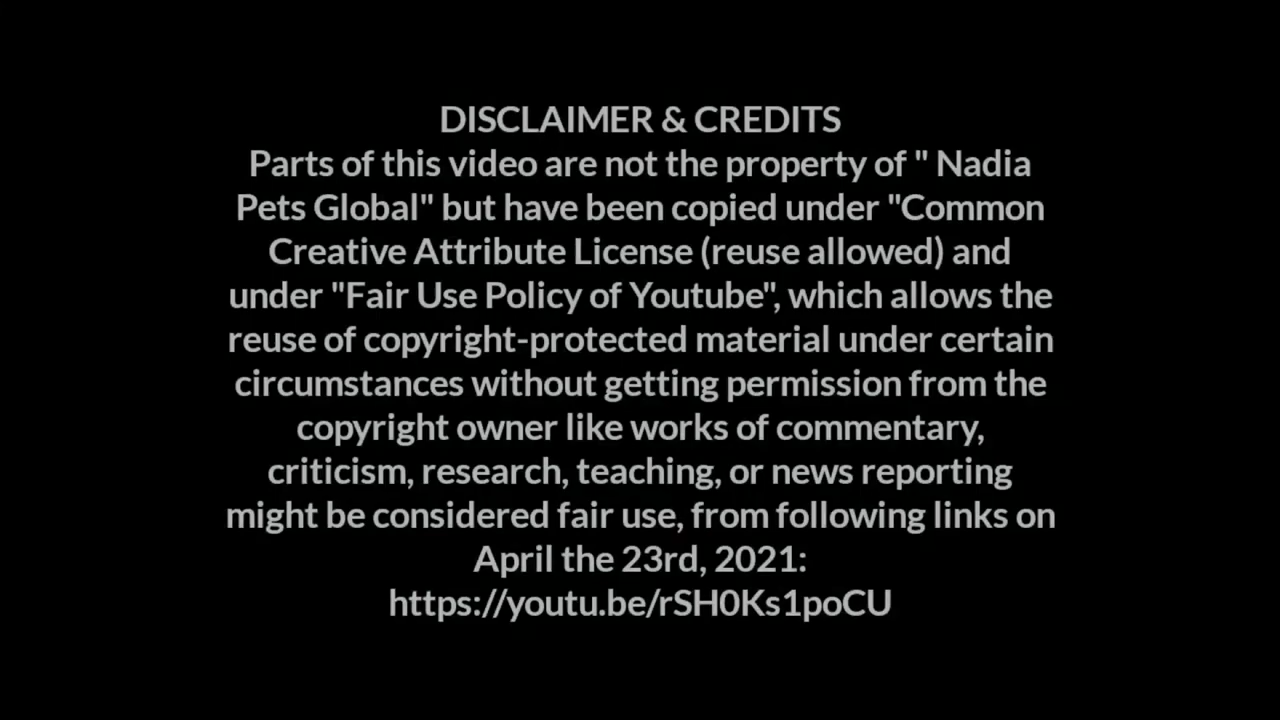 DISCLAIMER & CREDITS
Parts of this video are not the property of " Nadia
Pets Global" but have been copied under "Common
Creative Attribute License (reuse allowed) and
under "Fair Use Policy of Youtube", which allows the
reuse of copyright-protected material under certain
circumstances without getting permission from the
copyright owner like works of commentary,
criticism, research, teaching, or news reporting
might be considered fair use, from following links on
April the 23rd, 2021:
https://youtu.be/rSH0Ks1poCU